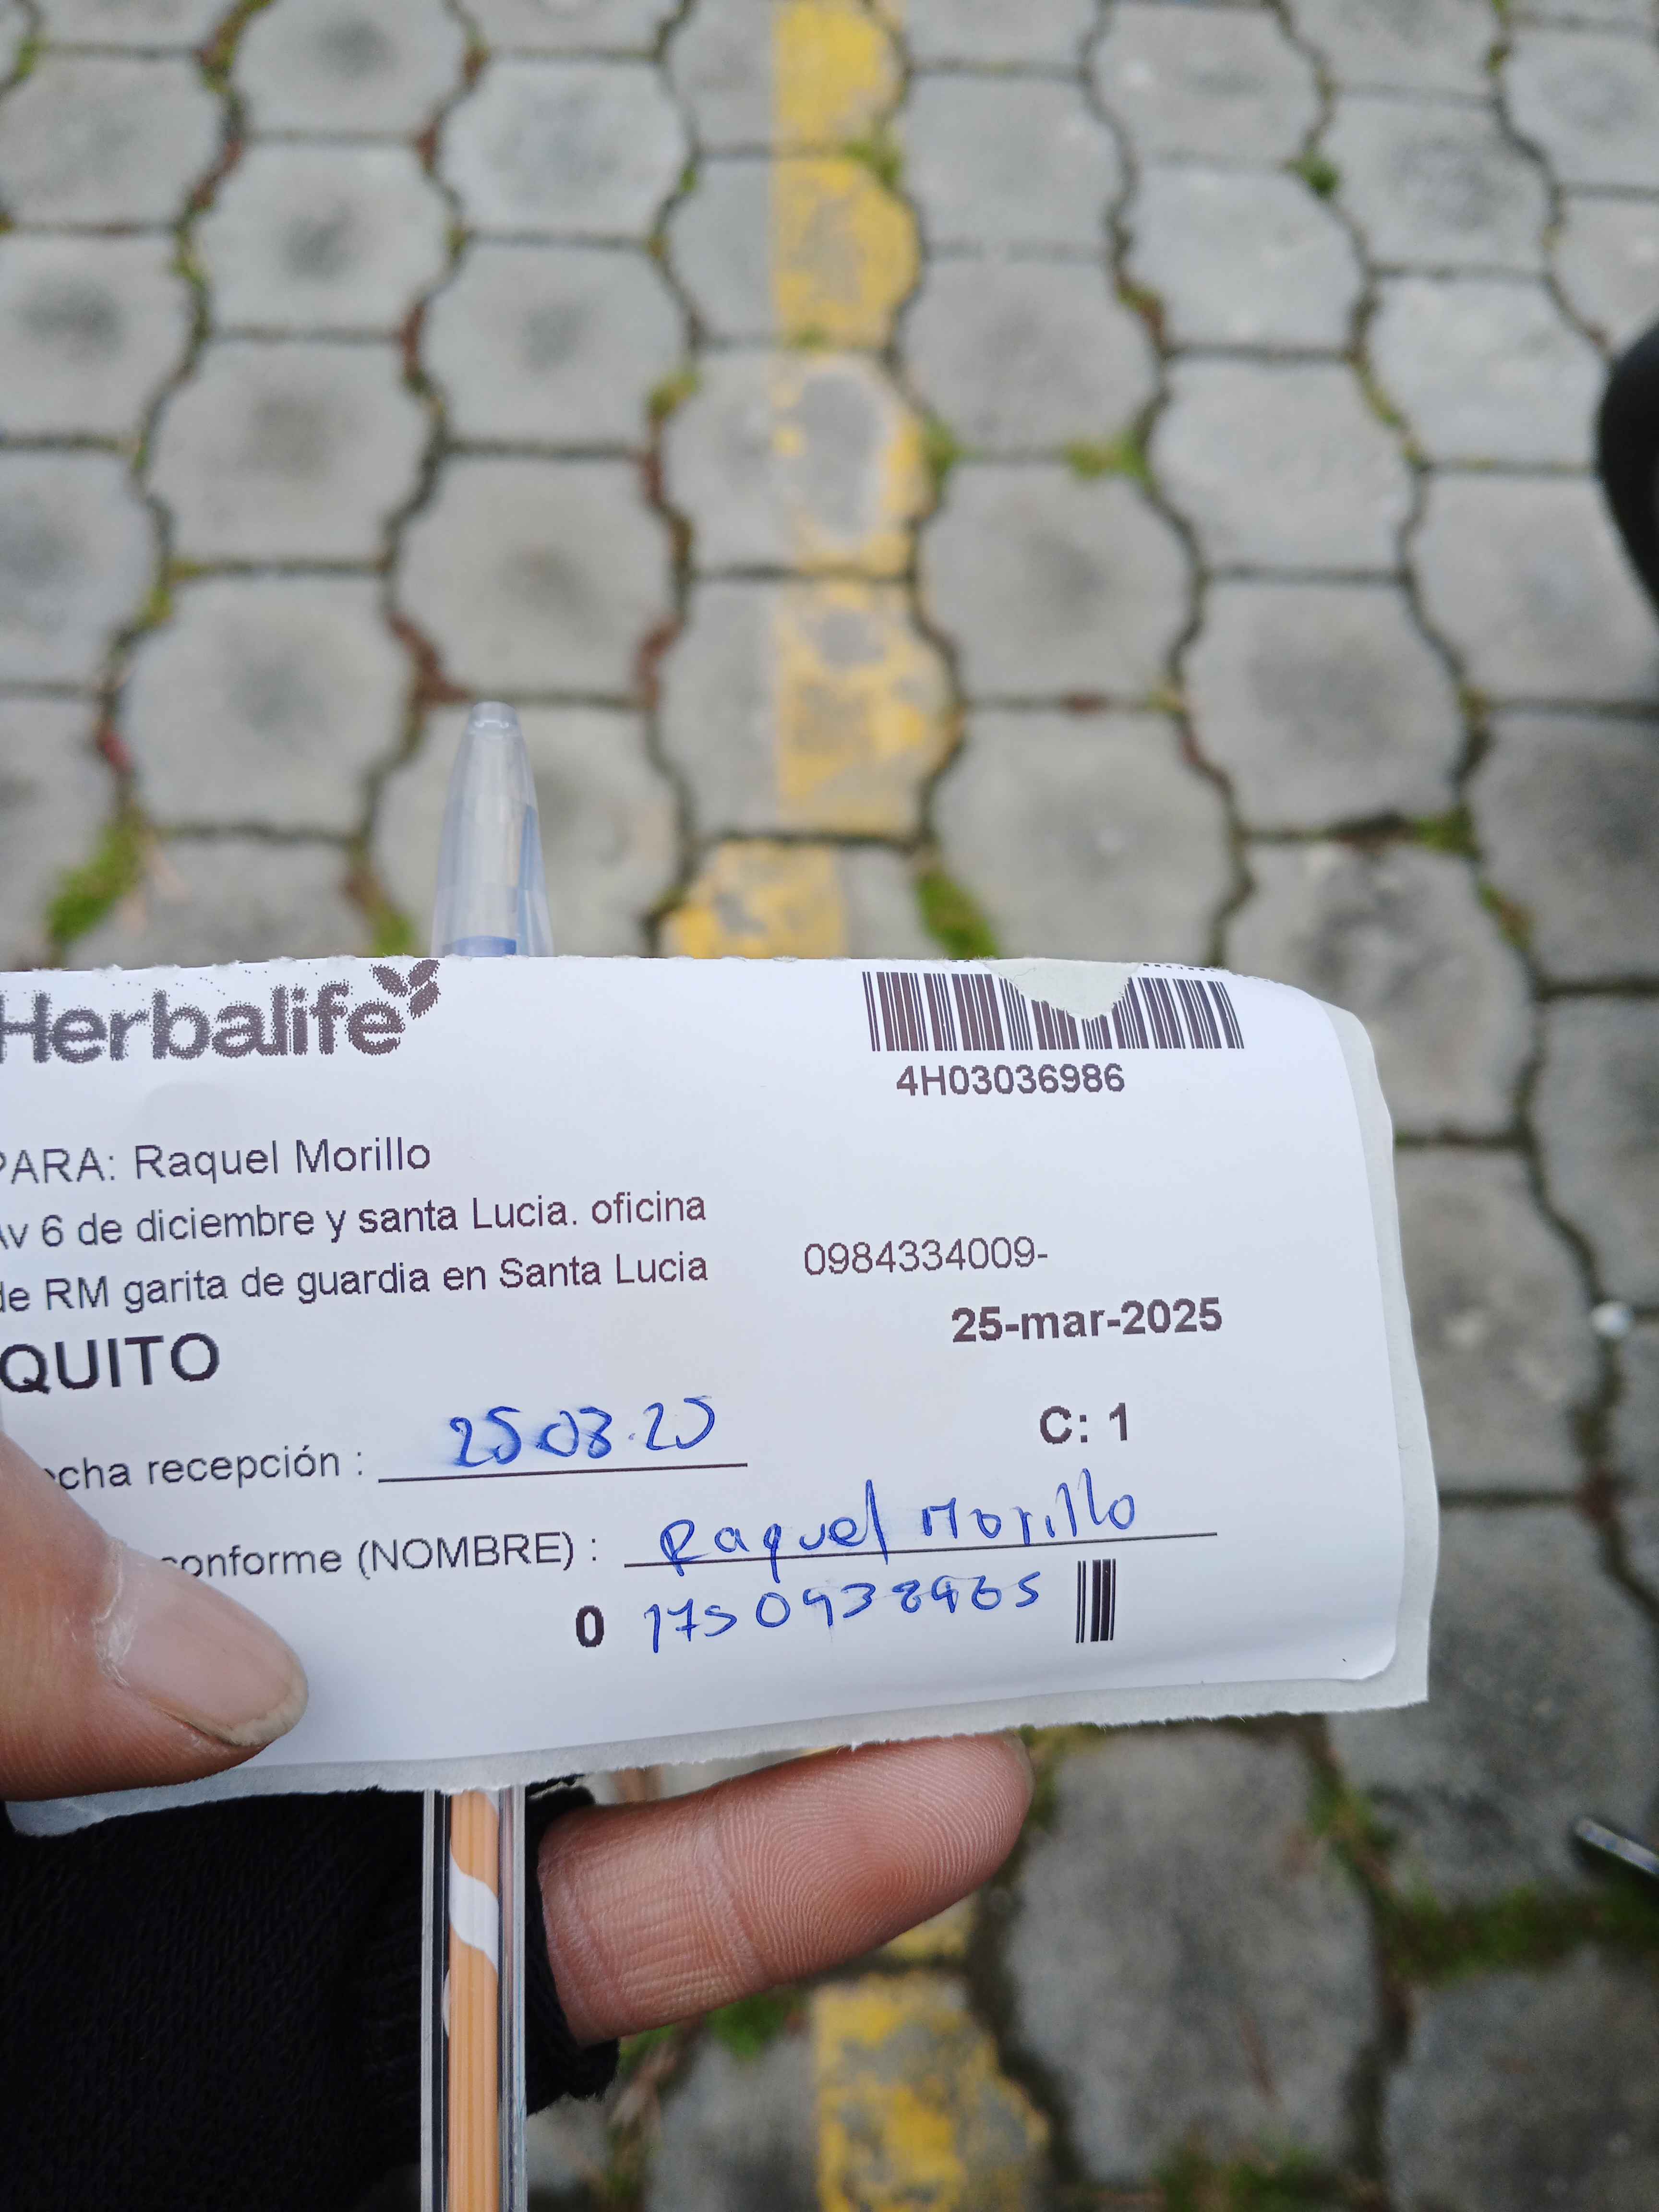 Herbalife
4H03036986
PARA: Raquel Morillo
Av 6 de diciembre y santa Lucia. oficina
de RM garita de guardia en Santa Lucia
0984334009-
25-mar-2025
QUITO
C: 1
cha recepción : 25.03.25
conforme (NOMBRE) : Raquel Morillo
0 1750938965